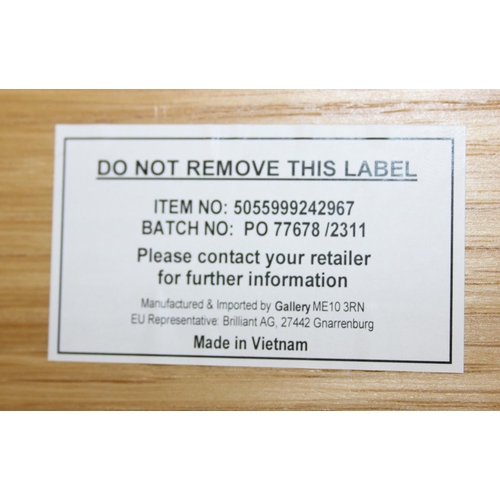 DO NOT REMOVE THIS LABEL
ITEM NO: 5055999242967
BATCH NO: PO 77678 /2311
Please contact your retailer
for further information
Manufactured & Imported by Gallery ME10 3RN
EU Representative: Brilliant AG, 27442 Gnarrenburg
Made in Vietnam